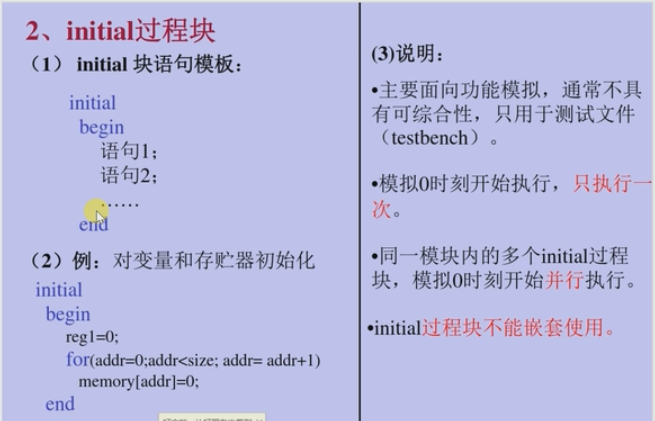 2、initial过程块
（1） initial 块语句模板：
initial
begin
语句1；
语句2；
……
end
（2）例：对变量和存贮器初始化
initial
begin
reg1=0;
for(addr=0;addr<size; addr= addr+1)
memory[addr]=0;
end
(3)说明：
•主要面向功能模拟，通常不具
有可综合性，只用于测试文件
（testbench）。
•模拟0时刻开始执行，只执行一
次。
•同一模块内的多个initial过程
块，模拟0时刻开始并行执行。
•initial过程块不能嵌套使用。